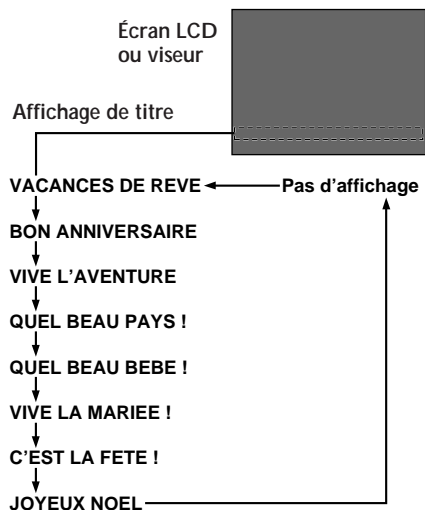 Écran LCD
ou viseur
Affichage de titre
VACANCES DE REVE
Pas d'affichage
BON ANNIVERSAIRE
VIVE L'AVENTURE
QUEL BEAU PAYS !
QUEL BEAU BEBE !
VIVE LA MARIEE !
C'EST LA FETE !
JOYEUX NOEL